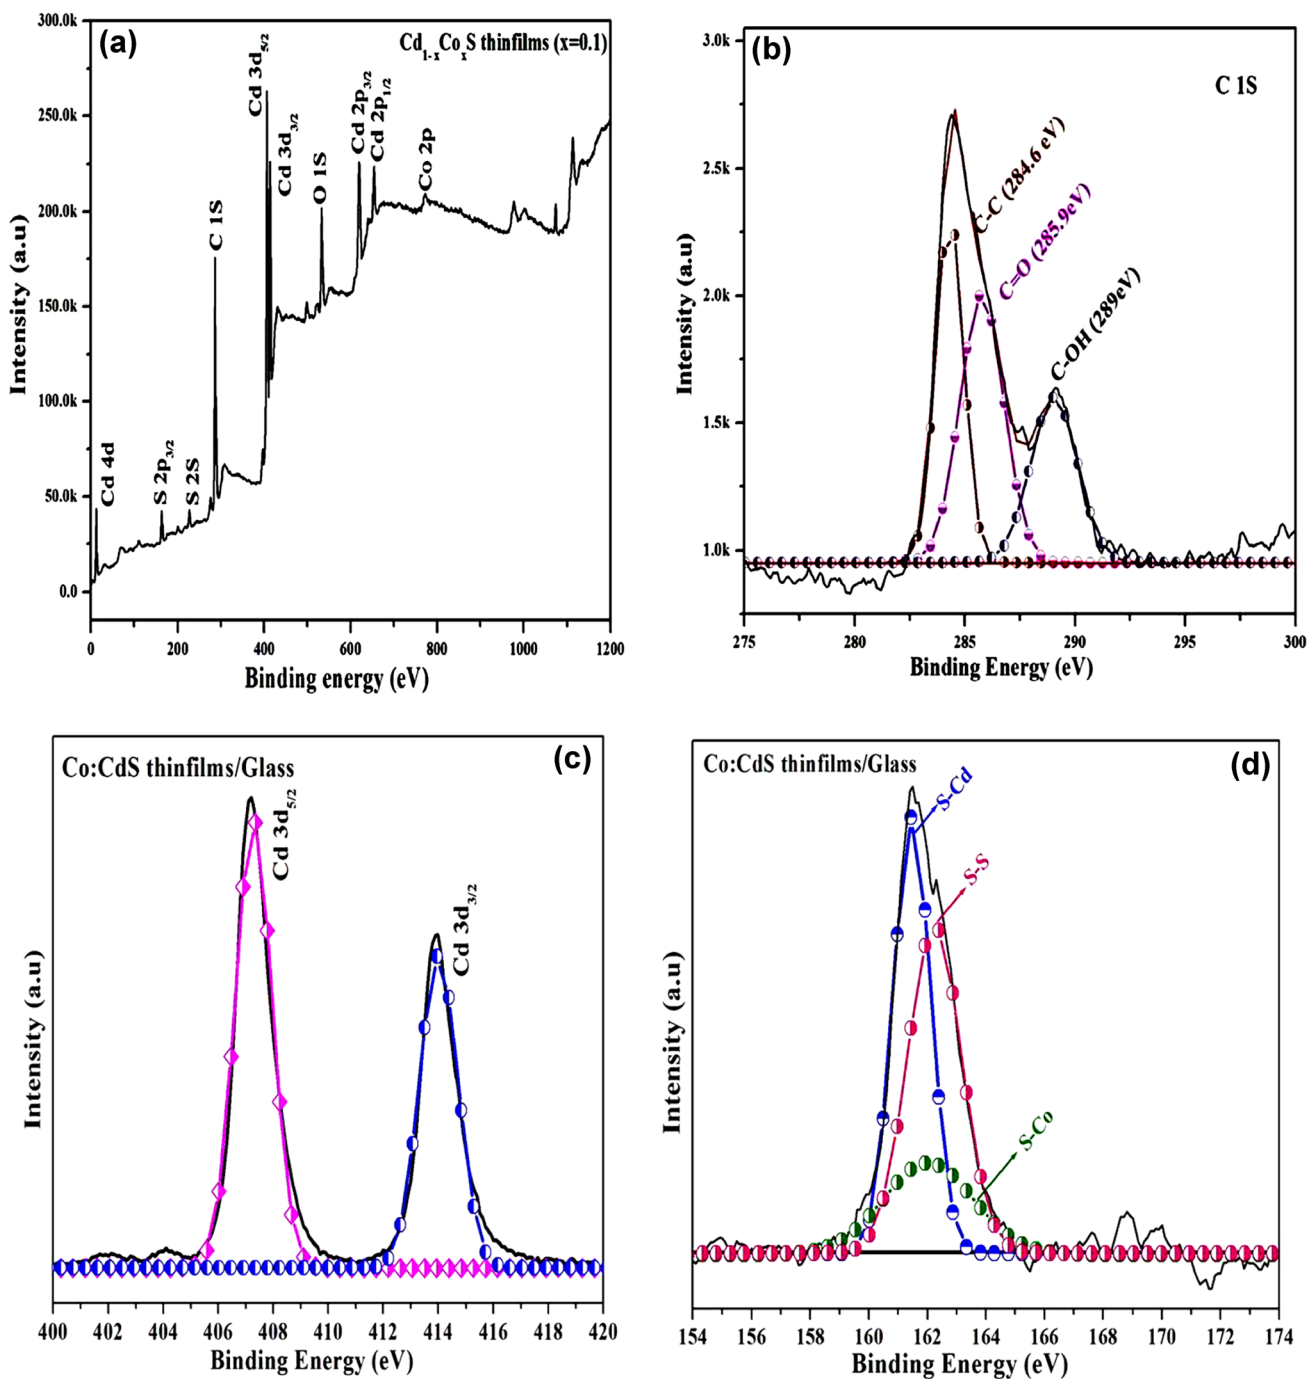 (a)
Cd1-xCoxS thinfilms (x=0.1)
300.0k
250.0k
200.0k
150.0k
100.0k
50.0k
0.0
Intensity (a.u)
Cd 4d
S 2p3/2
S 2S
C 1S
Cd 3d5/2
Cd 3d3/2
O 1S
Cd 2p3/2
Cd 2p1/2
Co 2p
0 200 400 600 800 1000 1200
Binding energy (eV)
(b)
C 1S
3.0k
2.5k
2.0k
1.5k
1.0k
Intensity (a.u)
C-C (284.6 eV)
C=O (285.9eV)
C-OH (289eV)
275 280 285 290 295 300
Binding Energy (eV)
Co:CdS thinfilms/Glass
(c)
Intensity (a.u)
Cd 3d5/2
Cd 3d3/2
400 402 404 406 408 410 412 414 416 418 420
Binding Energy (eV)
Co:CdS thinfilms/Glass
(d)
Intensity (a.u)
S-Cd
S-S
S-Co
154 156 158 160 162 164 166 168 170 172 174
Binding Energy (eV)